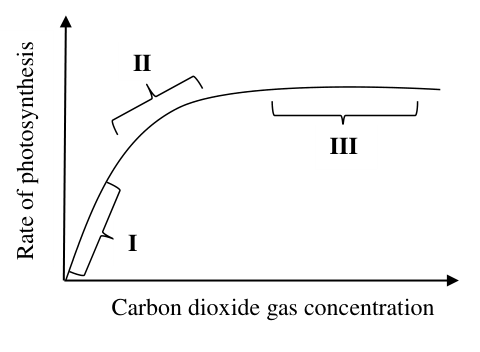 II
Rate of photosynthesis
III
I
Carbon dioxide gas concentration